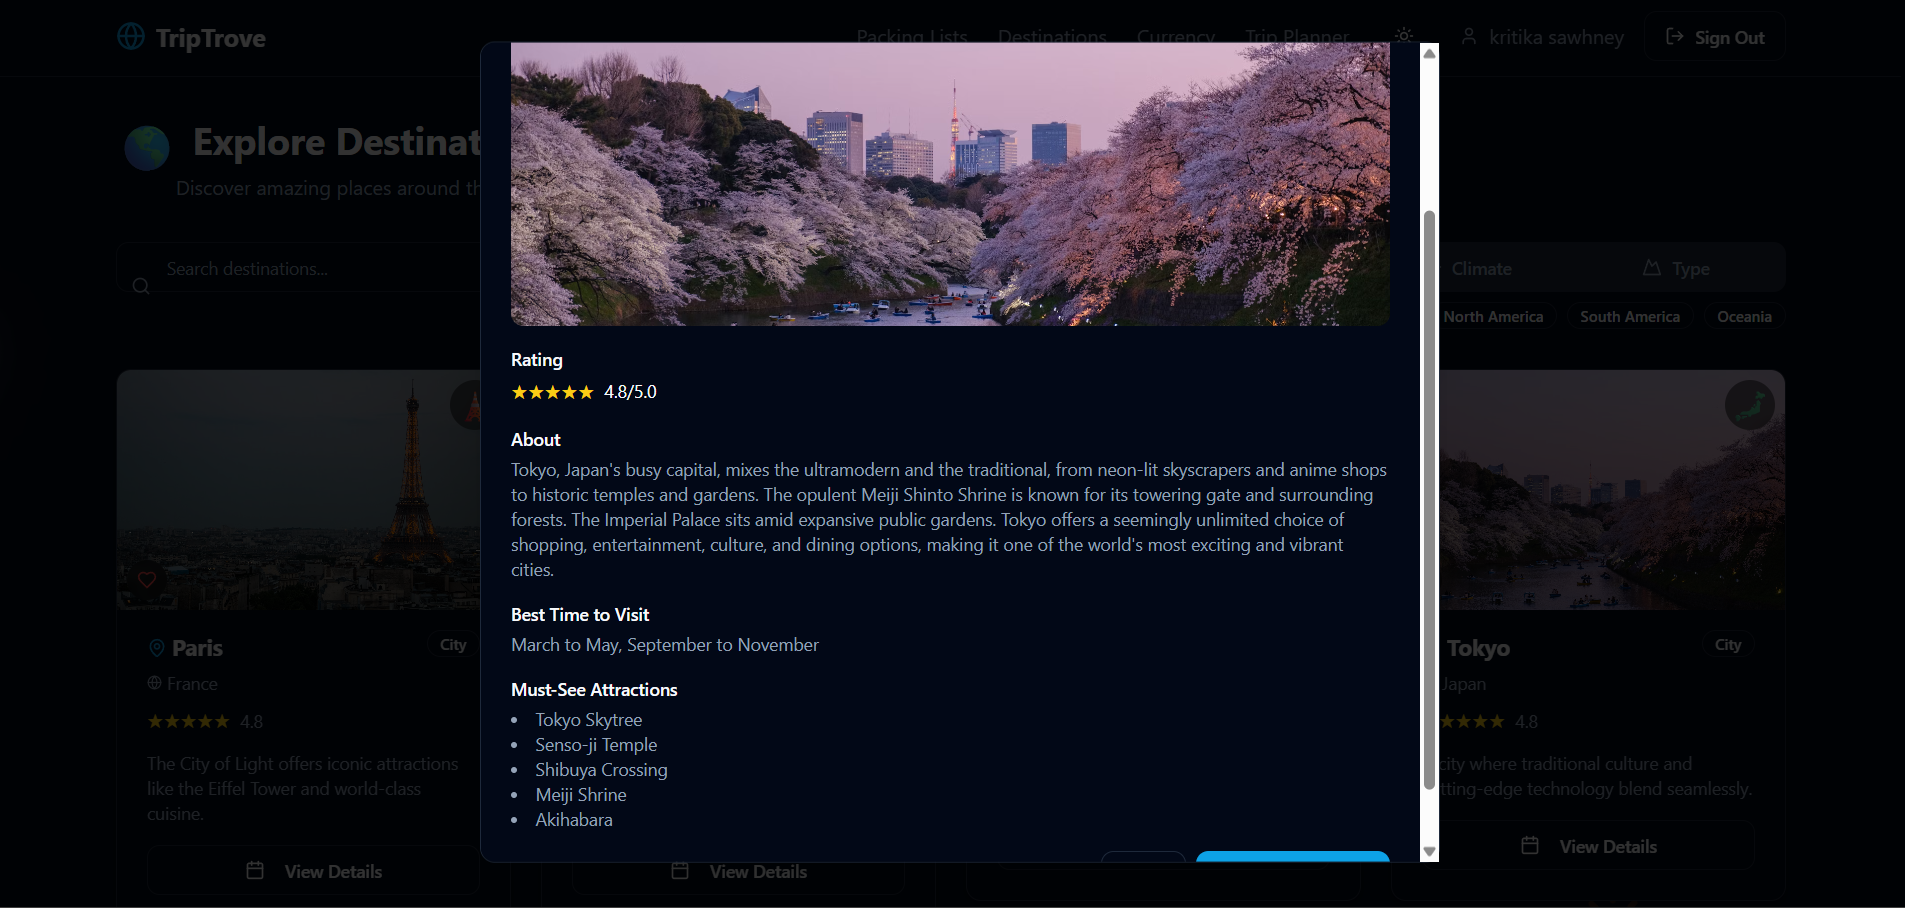 TripTrove
Packing Lists
Destinations
Currency
Trip Planner
kritika sawhney
Sign Out
Explore Destinat
Discover amazing places around th
Search destinations...
Climate
Type
North America
South America
Oceania
Rating
4.8/5.0
About
Tokyo, Japan's busy capital, mixes the ultramodern and the traditional, from neon-lit skyscrapers and anime shops
to historic temples and gardens. The opulent Meiji Shinto Shrine is known for its towering gate and surrounding
forests. The Imperial Palace sits amid expansive public gardens. Tokyo offers a seemingly unlimited choice of
shopping, entertainment, culture, and dining options, making it one of the world's most exciting and vibrant
cities.
Best Time to Visit
March to May, September to November
Must-See Attractions
• Tokyo Skytree
• Senso-ji Temple
• Shibuya Crossing
• Meiji Shrine
• Akihabara
Paris
City
France
4.8
The City of Light offers iconic attractions
like the Eiffel Tower and world-class
cuisine.
View Details
View Details
Tokyo
City
Japan
4.8
city where traditional culture and
tting-edge technology blend seamlessly.
View Details